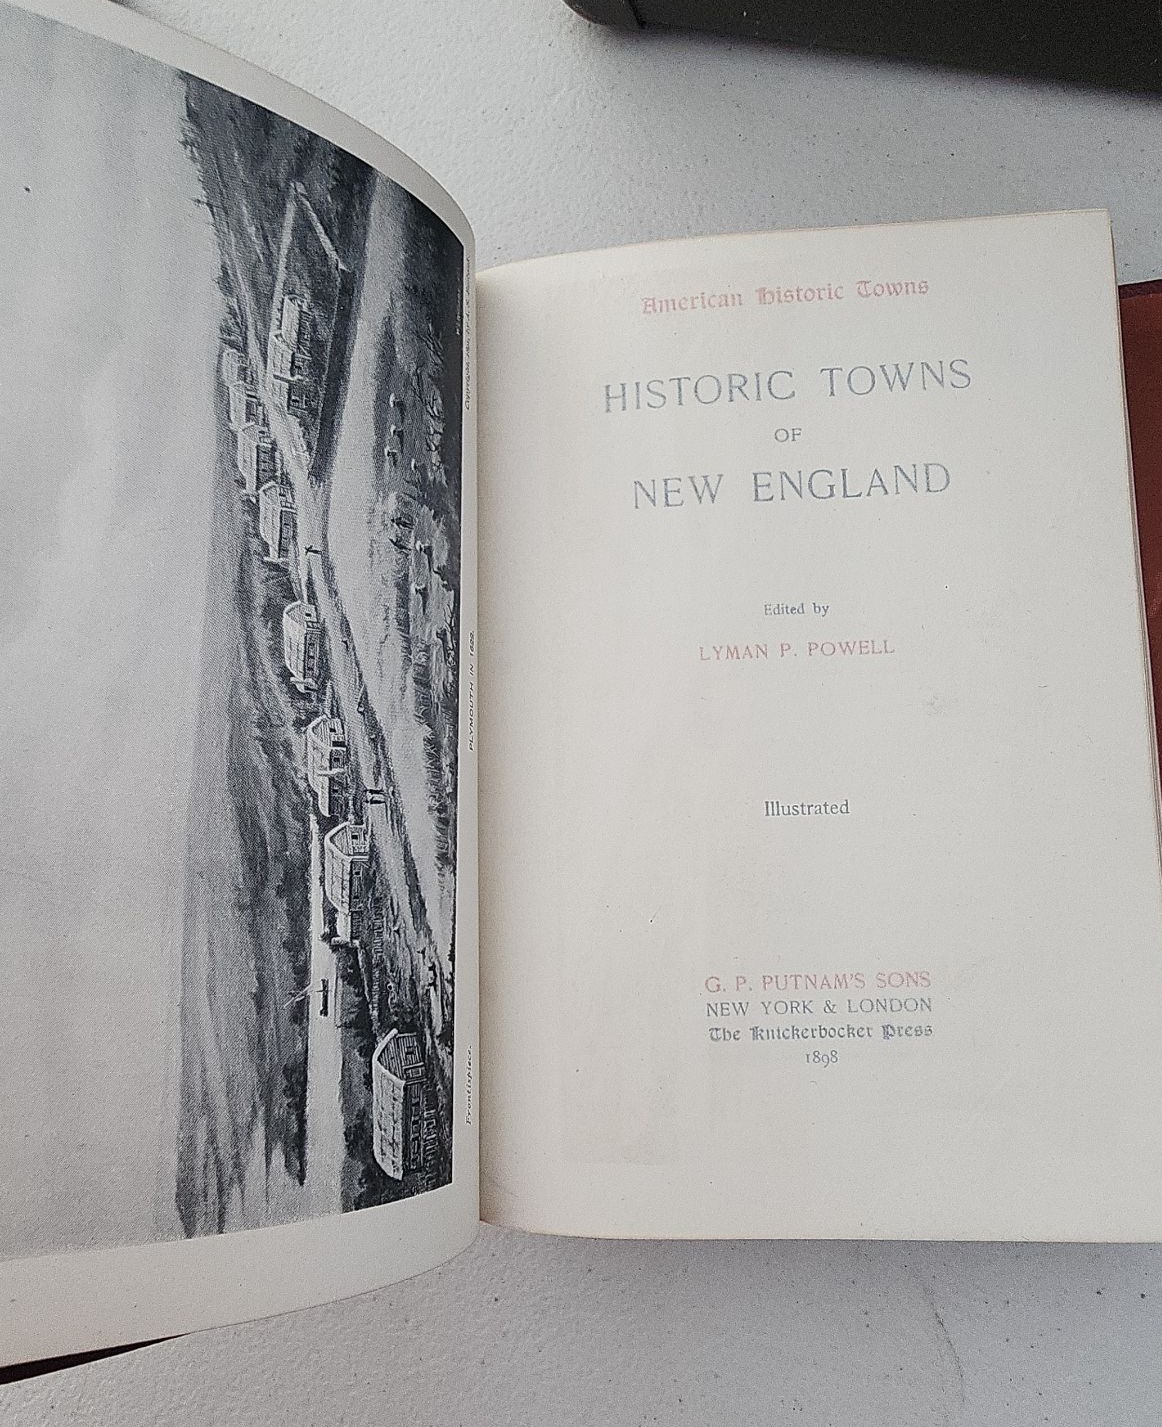 Frontispiece.
PLYMOUTH IN 1622.
American Historic Towns
HISTORIC TOWNS
OF
NEW ENGLAND
Edited by
LYMAN P. POWELL
Illustrated
G. P. PUTNAM'S SONS
NEW YORK & LONDON
The Knickerbocker Press
1898